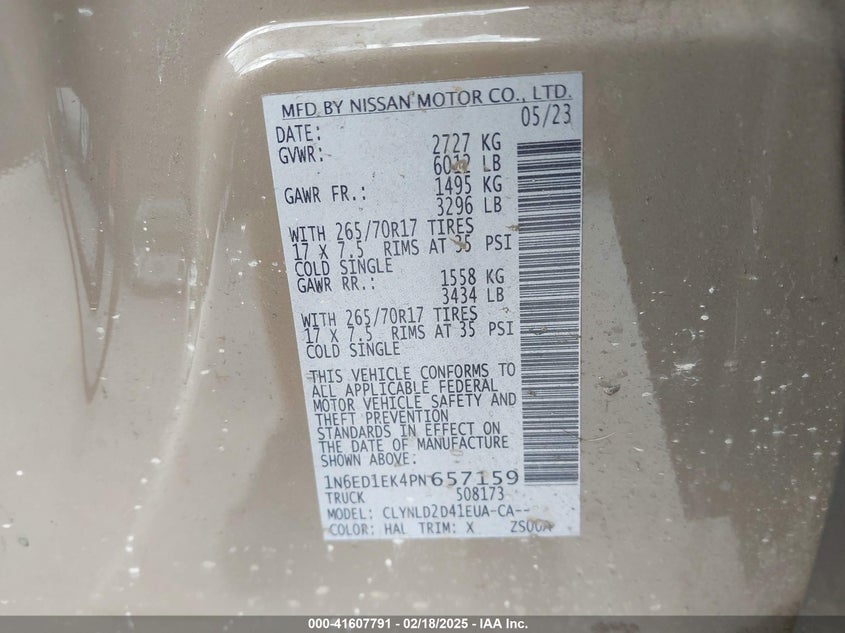 MFD BY NISSAN MOTOR CO., LTD.
DATE: 05/23
GVWR: 2727 KG
6012 LB
GAWR FR.: 1495 KG
3296 LB
WITH 265/70R17 TIRES
17 X 7.5 RIMS AT 35 PSI
COLD SINGLE
GAWR RR.: 1558 KG
3434 LB
WITH 265/70R17 TIRES
17 X 7.5 RIMS AT 35 PSI
COLD SINGLE
THIS VEHICLE CONFORMS TO
ALL APPLICABLE FEDERAL
MOTOR VEHICLE SAFETY AND
THEFT PREVENTION
STANDARDS IN EFFECT ON
THE DATE OF MANUFACTURE
SHOWN ABOVE:
1N6ED1EK4PN657159
TRUCK 508173
MODEL: CLYNLD2D41EUA-CA--
COLOR: HAL TRIM: X ZS00A
000-41607791 - 02/18/2025 - IAA Inc.